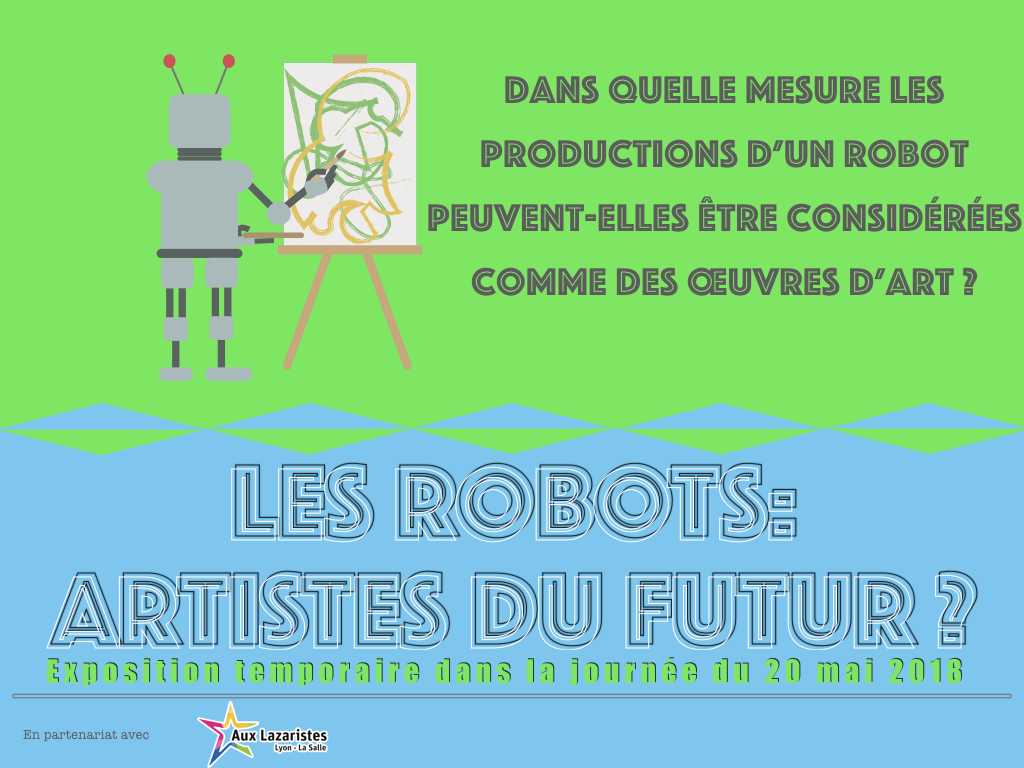 DANS QUELLE MESURE LES
PRODUCTIONS D'UN ROBOT
PEUVENT-ELLES ÊTRE CONSIDÉRÉES
COMME DES ŒUVRES D'ART ?
LES ROBOTS:
ARTISTES DU FUTUR ?
Exposition temporaire dans la journée du 20 mai 2018
En partenariat avec
Aux Lazaristes
Lyon - La Salle